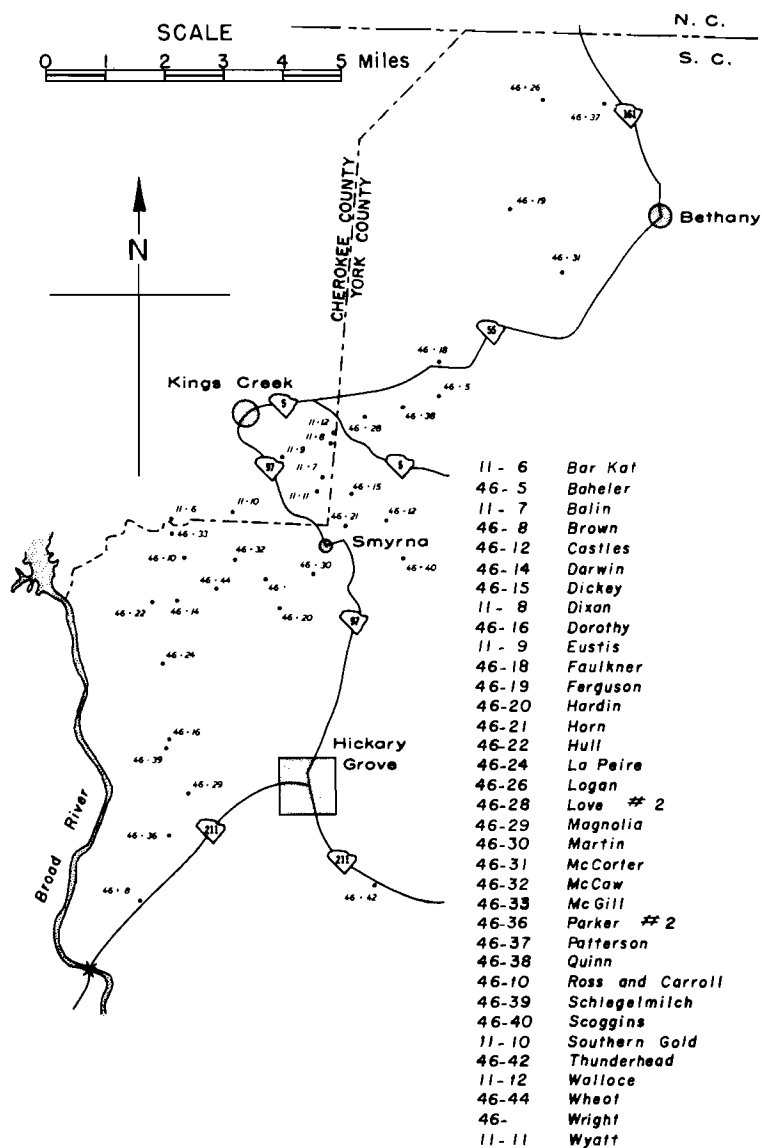 SCALE
0 1 2 3 4 5 Miles
N. C.
S. C.
46-26
46-37
161
46-19
Bethany
46-31
N
CHEROKEE COUNTY
YORK COUNTY
55
46-18
Kings Creek
5
46-5
46-38
11-12
46-28
11-8
11-9
97
11-7
5
11-11
46-15
11-10
11-6
46-21
46-12
46-33
Smyrna
46-10
46-32
46-30
46-40
46-44
46-
46-22
46-14
46-20
97
46-24
46-16
46-39
Hickary
Grove
46-29
Broad River
211
46-36
211
46-8
46-42
11-6 Bar Kat
46-5 Baheler
11-7 Balin
46-8 Brown
46-12 Castles
46-14 Darwin
46-15 Dickey
11-8 Dixan
46-16 Dorothy
11-9 Eustis
46-18 Faulkner
46-19 Ferguson
46-20 Hardin
46-21 Horn
46-22 Hull
46-24 La Peire
46-26 Logan
46-28 Love #2
46-29 Magnolia
46-30 Martin
46-31 McCorter
46-32 McCaw
46-33 McGill
46-36 Parker #2
46-37 Patterson
46-38 Quinn
46-10 Ross and Carroll
46-39 Schlegelmilch
46-40 Scoggins
11-10 Southern Gold
46-42 Thunderhead
11-12 Walloce
46-44 Wheat
46- Wright
11-11 Wyatt